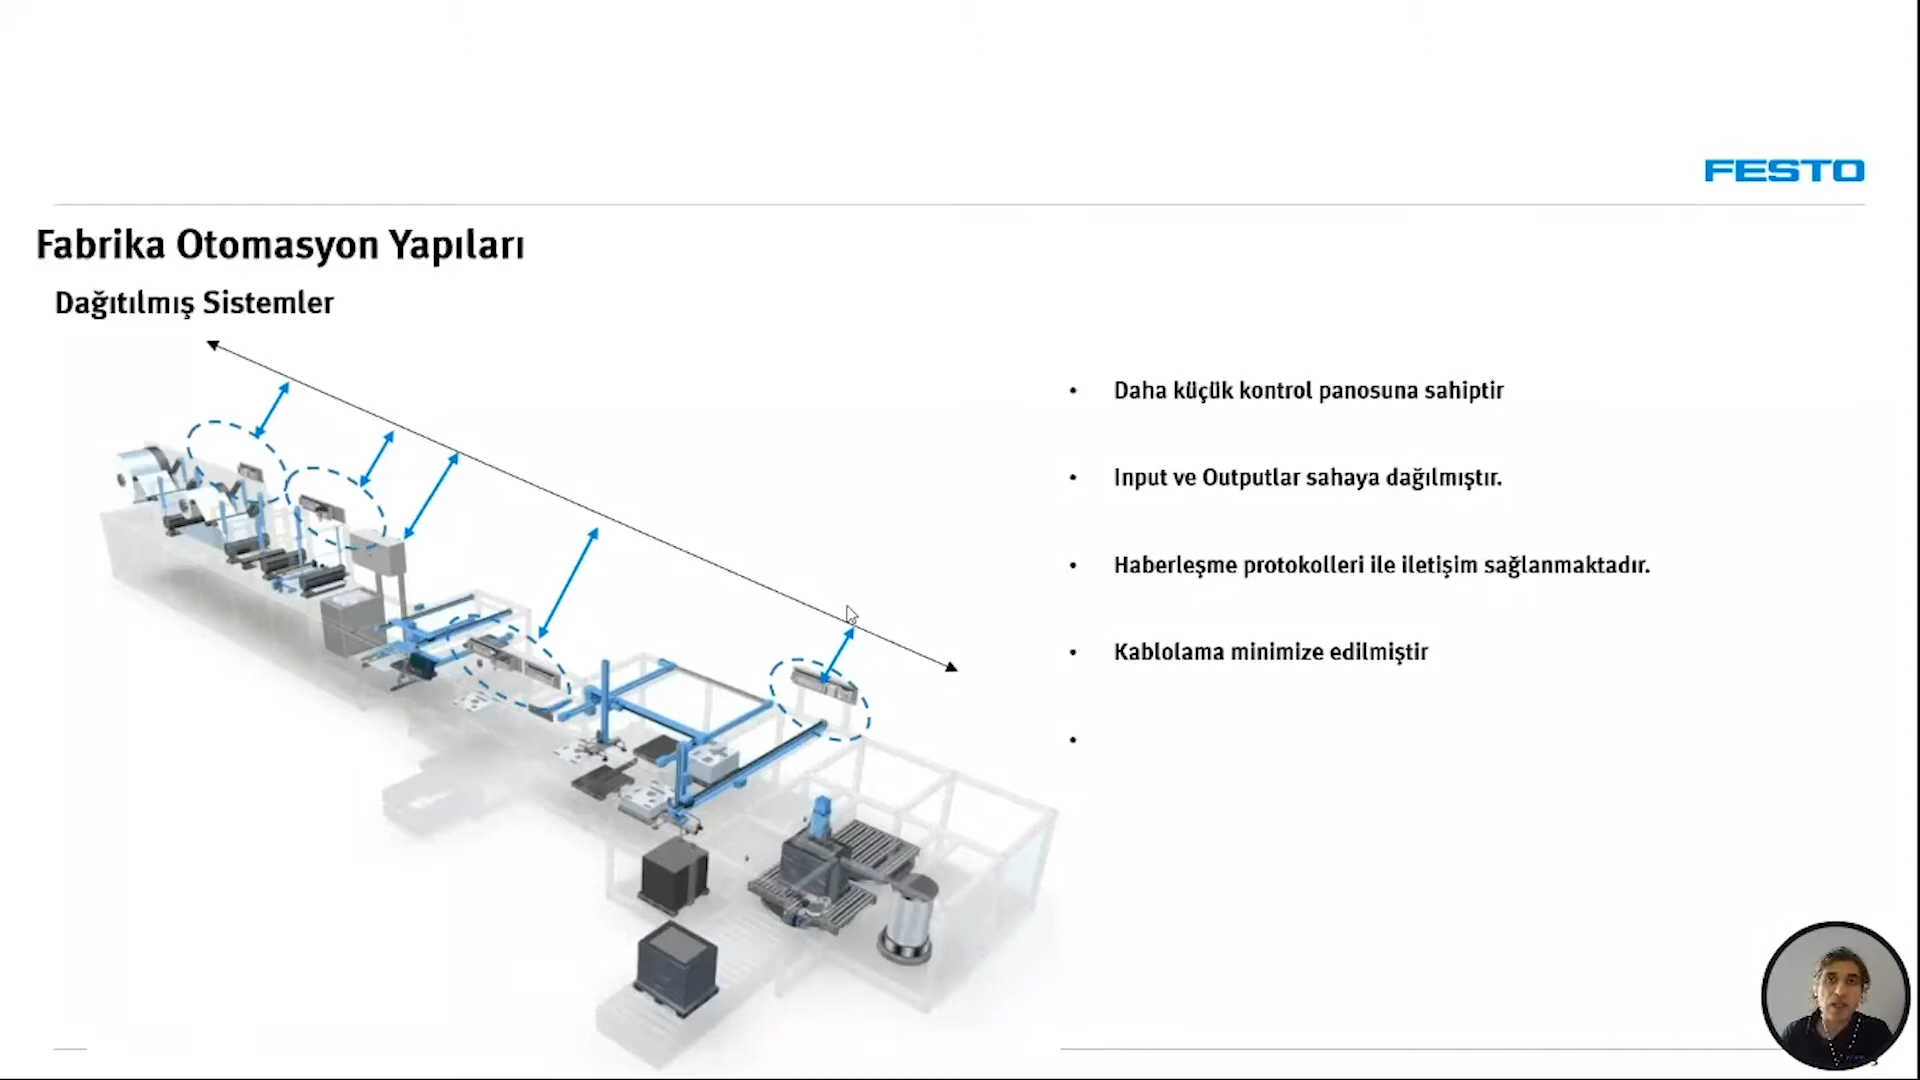 FESTO
Fabrika Otomasyon Yapıları
Dağıtılmış Sistemler
• Daha küçük kontrol panosuna sahiptir
• Input ve Outputlar sahaya dağılmıştır.
• Haberleşme protokolleri ile iletişim sağlanmaktadır.
• Kablolama minimize edilmiştir
•